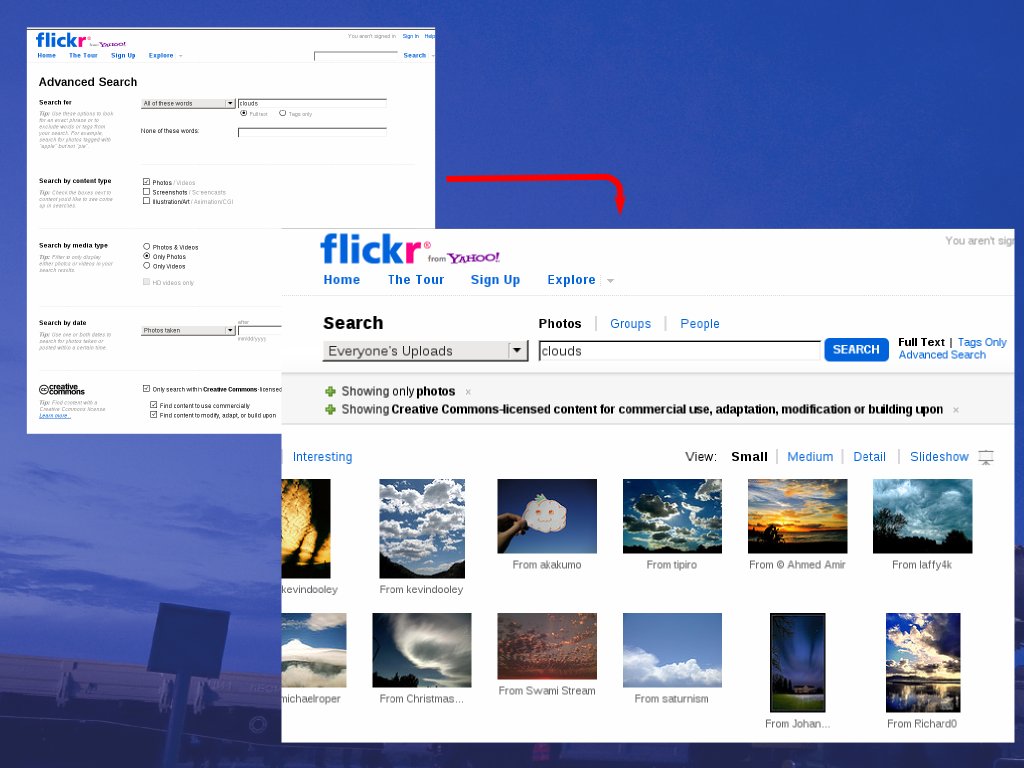 flickr from YAHOO!
You aren't signed in Sign In Help
Home The Tour Sign Up Explore
Search
Advanced Search
Search for
All of these words
clouds
Tip: Use these options to look
for an exact phrase or to
exclude words or tags from
your search. For example,
search for photos tagged with
"apple" but not "pie".
Full text Tags only
None of these words:
Search by content type
Tip: Check the boxes next to
content you'd like to see come
up in searches.
Photos / Videos
Screenshots / Screencasts
Illustration/Art / Animation/CGI
Search by media type
Tip: Filter to only display
either photos or videos in your
search results.
Photos & Videos
Only Photos
Only Videos
HD videos only
Search by date
Tip: Use one or both dates to
search for photos taken or
posted within a certain time.
Photos taken
after
mm/dd/yyyy
creative commons
Tip: Find content with a
Creative Commons license
Learn more...
Only search within Creative Commons-licensed
Find content to use commercially
Find content to modify, adapt, or build upon
flickr® from YAHOO!
You aren't sig
Home The Tour Sign Up Explore
Search
Photos Groups People
Everyone's Uploads
clouds
SEARCH
Full Text | Tags Only
Advanced Search
Showing only photos ×
Showing Creative Commons-licensed content for commercial use, adaptation, modification or building upon ×
Interesting
View: Small Medium Detail Slideshow
kevindooley
From kevindooley
From akakumo
From tipiro
From © Ahmed Amir
From laffy4k
michaelroper
From Christmas...
From Swami Stream
From saturnism
From Johan...
From Richard0